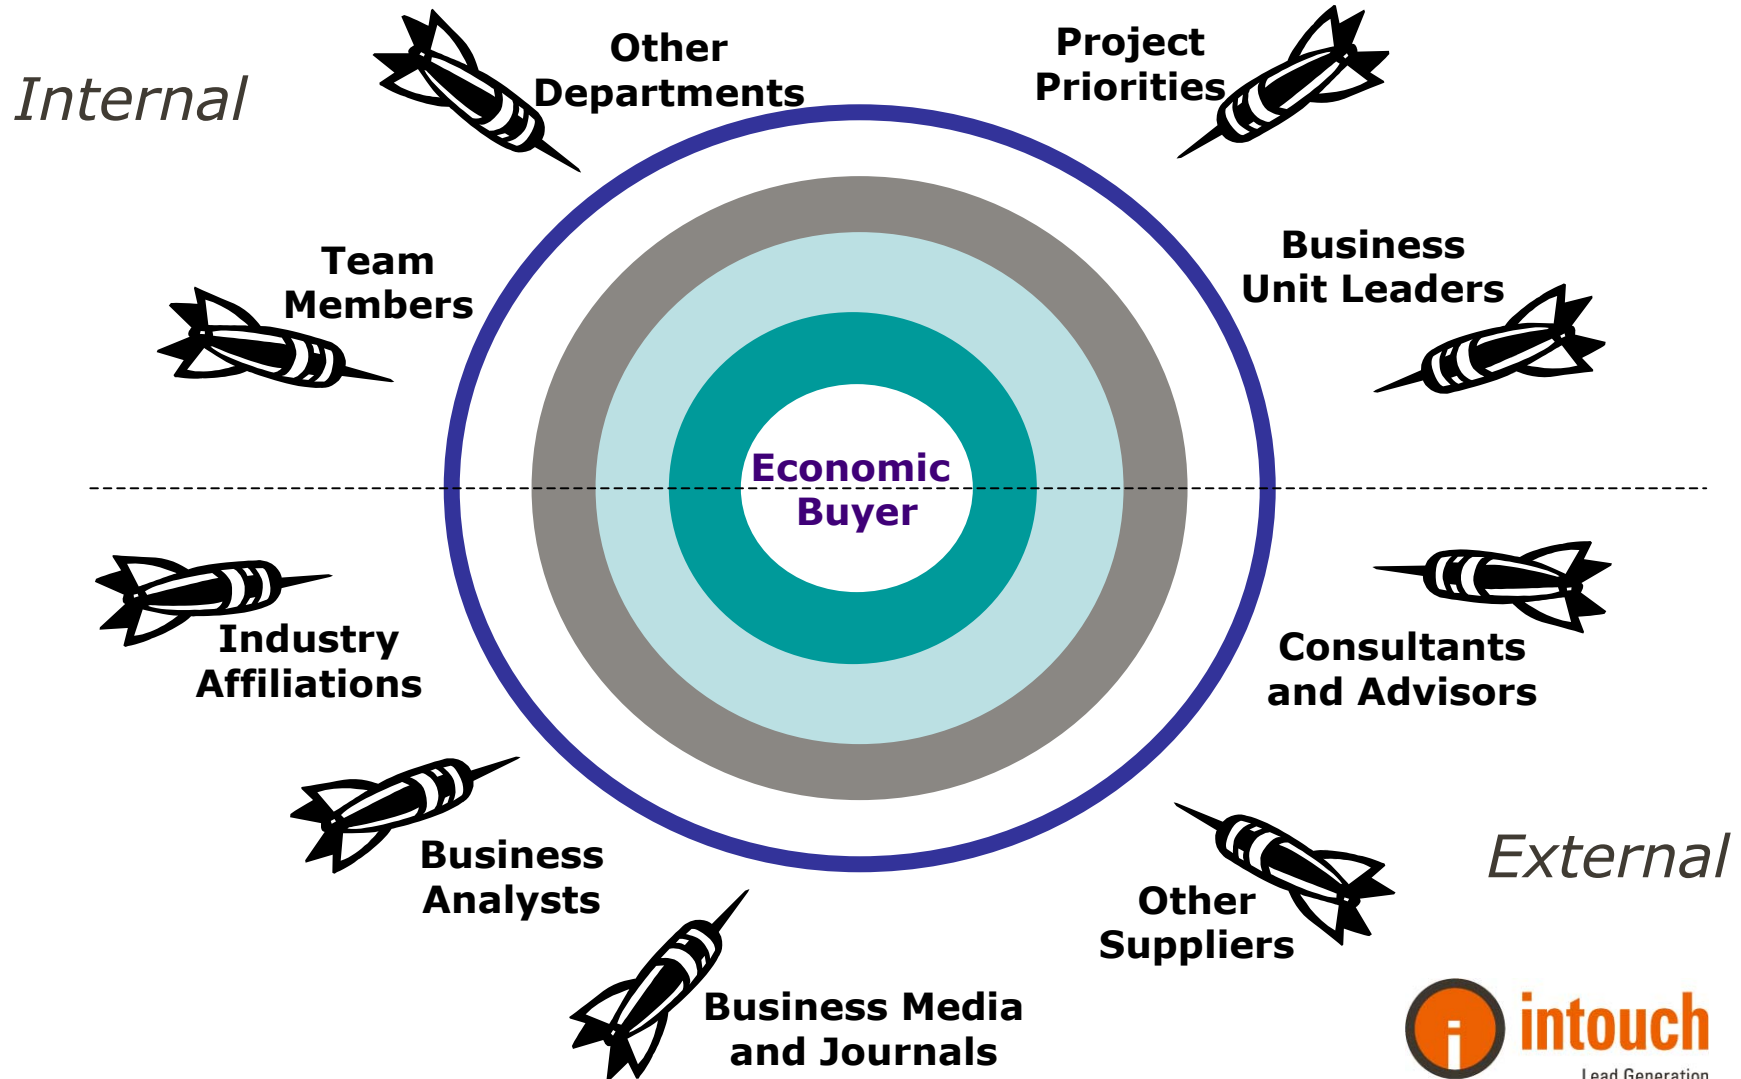 Internal
Other
Departments
Project
Priorities
Team
Members
Business
Unit Leaders
Economic
Buyer
Industry
Affiliations
Consultants
and Advisors
Business
Analysts
Other
Suppliers
External
Business Media
and Journals
i intouch
Lead Generation